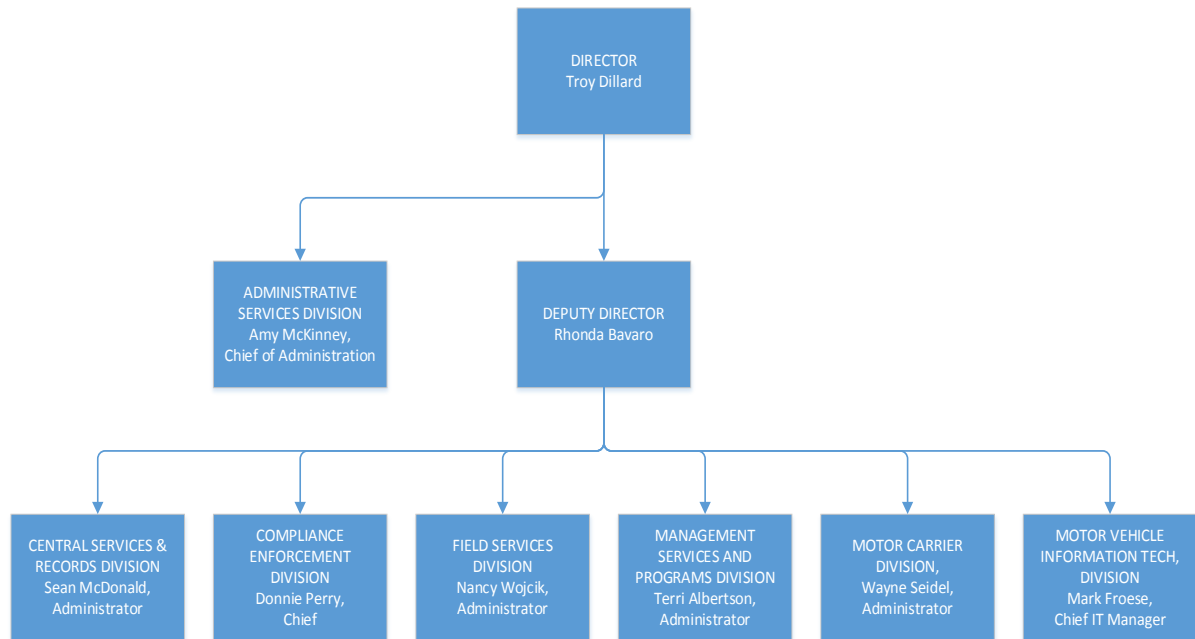 DIRECTOR
Troy Dillard
ADMINISTRATIVE
SERVICES DIVISION
Amy McKinney,
Chief of Administration
DEPUTY DIRECTOR
Rhonda Bavaro
CENTRAL SERVICES &
RECORDS DIVISION
Sean McDonald,
Administrator
COMPLIANCE
ENFORCEMENT
DIVISION
Donnie Perry,
Chief
FIELD SERVICES
DIVISION
Nancy Wojcik,
Administrator
MANAGEMENT
SERVICES AND
PROGRAMS DIVISION
Terri Albertson,
Administrator
MOTOR CARRIER
DIVISION,
Wayne Seidel,
Administrator
MOTOR VEHICLE
INFORMATION TECH,
DIVISION
Mark Froese,
Chief IT Manager